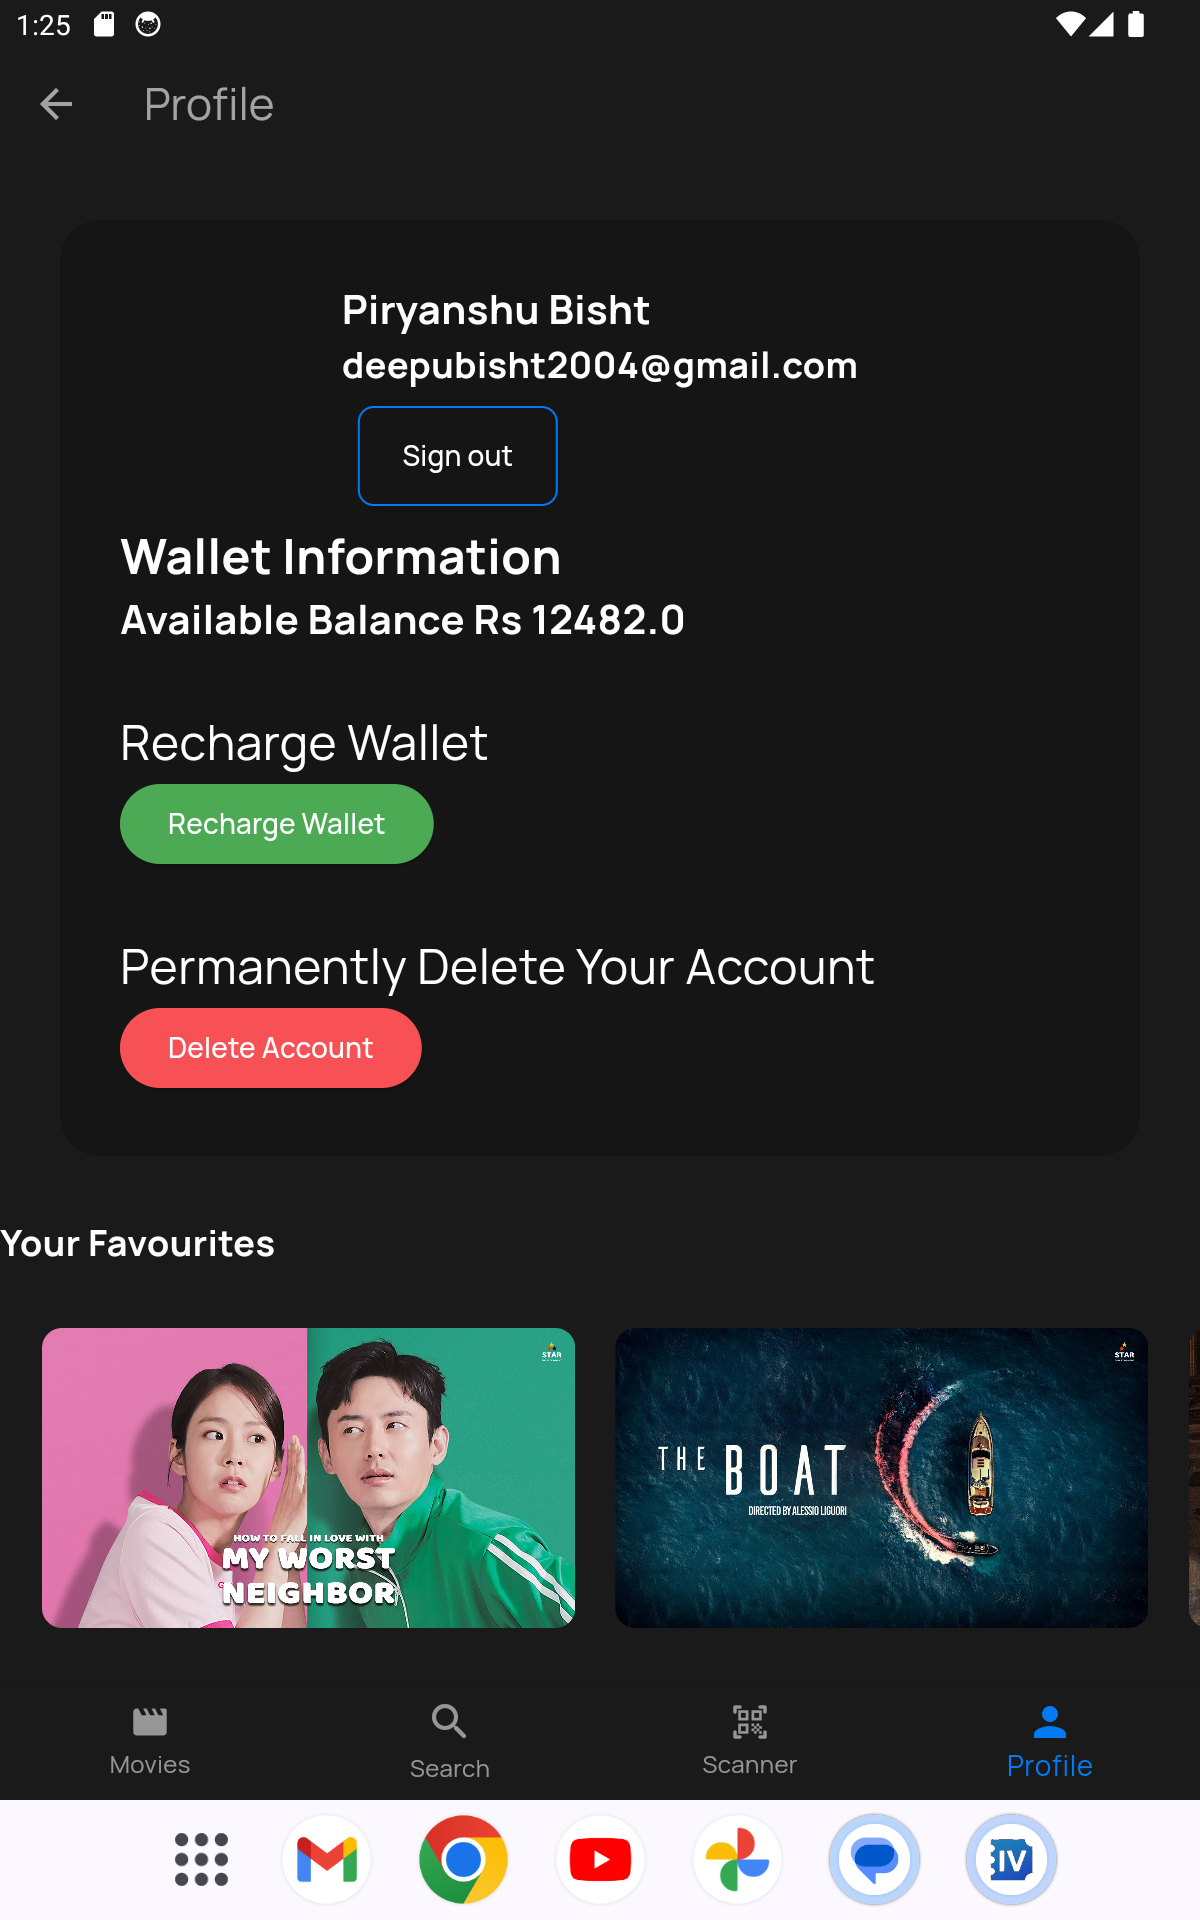 1:25
Profile
Piryanshu Bisht
deepubisht2004@gmail.com
Sign out
Wallet Information
Available Balance Rs 12482.0
Recharge Wallet
Recharge Wallet
Permanently Delete Your Account
Delete Account
Your Favourites
STAR
HOW TO FALL IN LOVE WITH
MY WORST
NEIGHBOR
STAR
THE BOAT
DIRECTED BY ALESSIO LIGUORI
Movies
Search
Scanner
Profile
IV